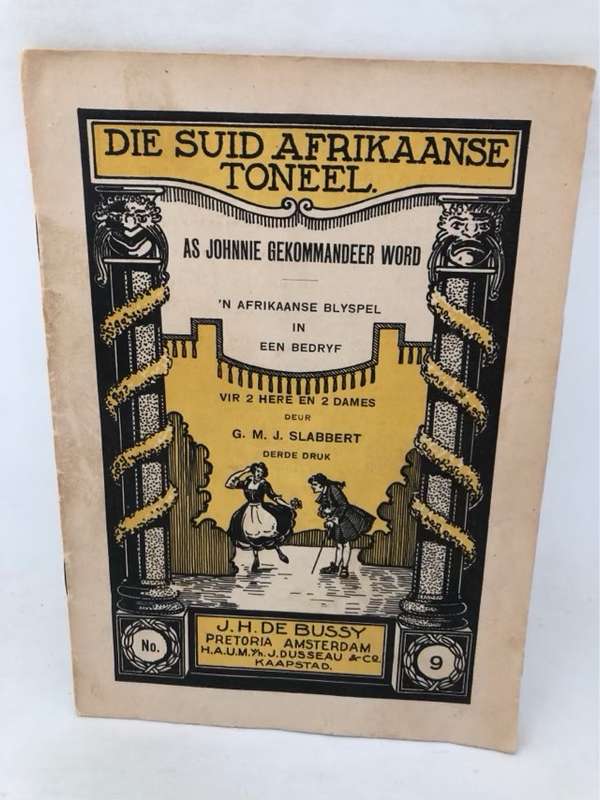 DIE SUID AFRIKAANSE
TONEEL.
AS JOHNNIE GEKOMMANDEER WORD
'N AFRIKAANSE BLYSPEL
IN
EEN BEDRYF
VIR 2 HERE EN 2 DAMES
DEUR
G. M. J. SLABBERT
DERDE DRUK
J. H. DE BUSSY
PRETORIA AMSTERDAM
H.A.U.M. v/h. J. DUSSEAU & Co.
KAAPSTAD.
No.
9